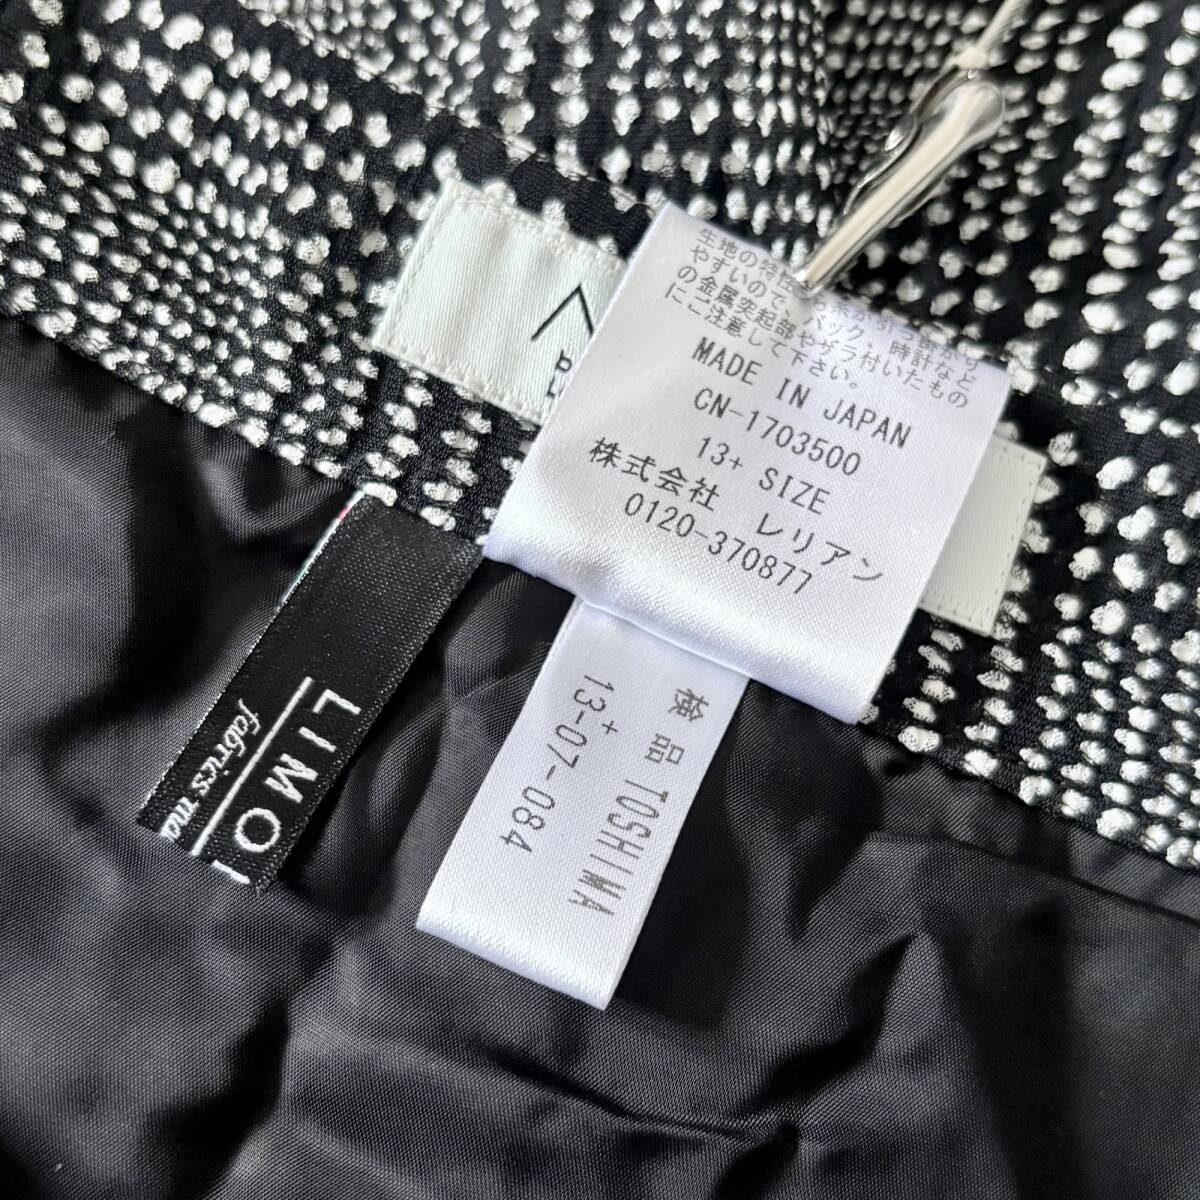 生地の特性
やすいので、バック、時計など
の金属突起部やザラ付いたもの
にご注意して下さい。
MADE IN JAPAN
CN-1703500
13+ SIZE
株式会社 レリアン
0120-370877
検品 TOSHIMA
13+-07-084
LIMO
fabrics